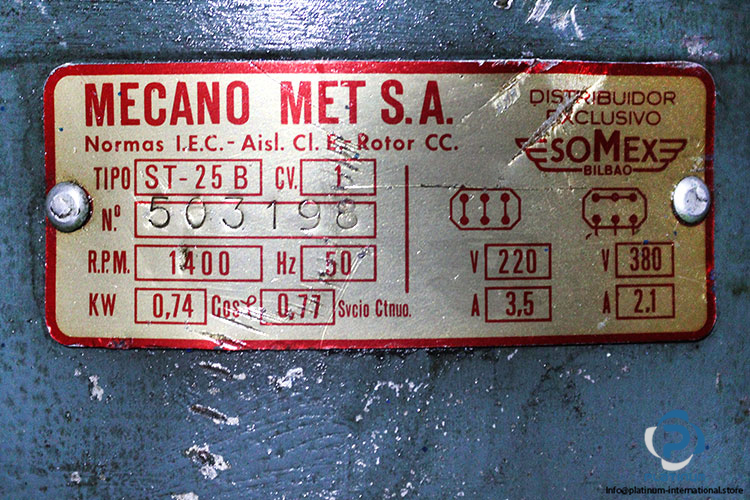 MECANO MET S.A.
DISTRIBUIDOR
EXCLUSIVO
SOMEX
BILBAO
Normas I.E.C.- Aisl. Cl. E. Rotor CC.
TIPO ST-25 B CV. 1
N.º 503198
R.P.M. 1400 Hz 50
V 220 V 380
KW 0,74 Cos φ 0,77 Svcio Ctnuo.
A 3,5 A 2.1
info@platinum-international.store